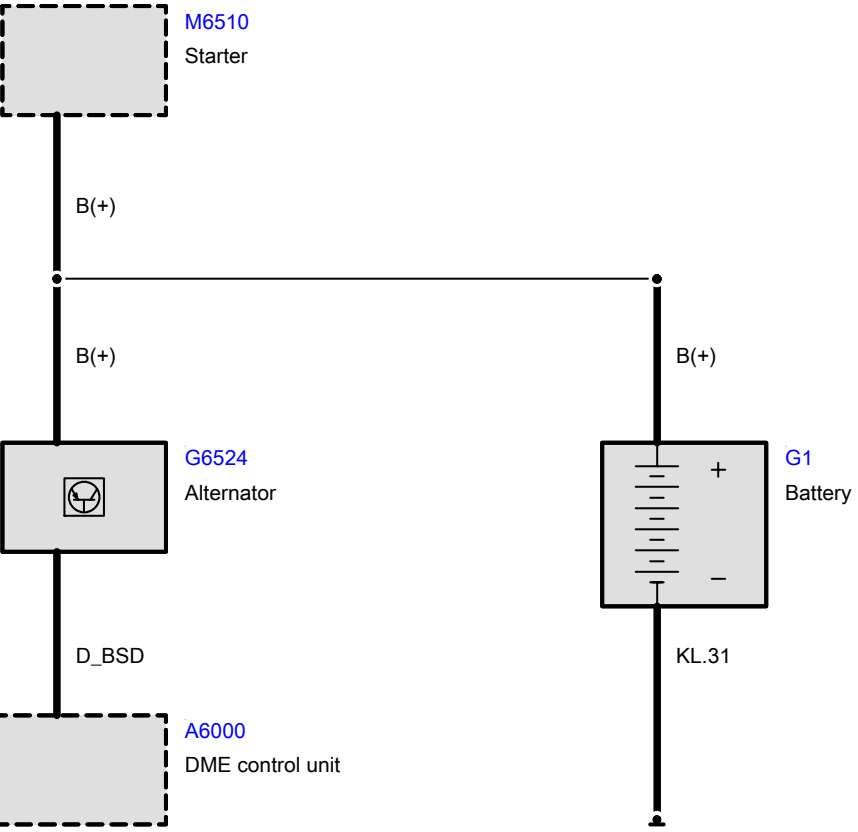 M6510
Starter
B(+)
B(+)
B(+)
G6524
Alternator
G1
Battery
+
–
D_BSD
KL.31
A6000
DME control unit